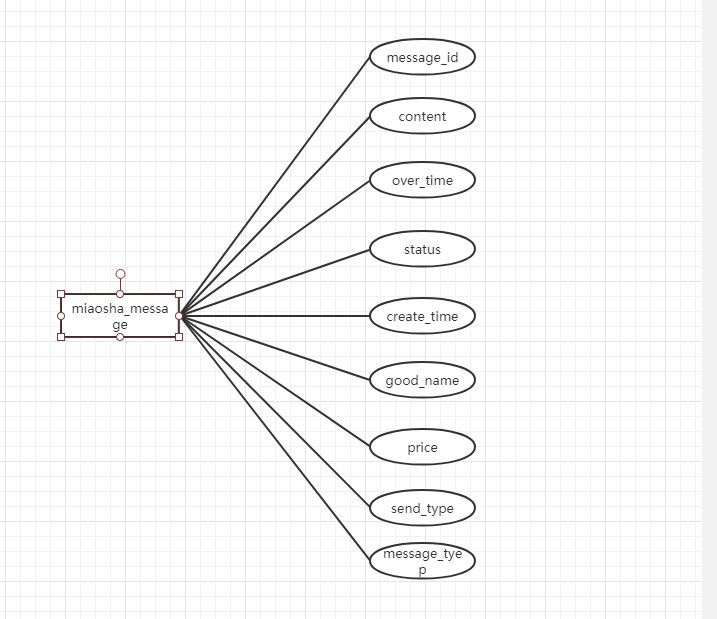 message_id
content
over_time
status
miaosha_messa
ge
create_time
good_name
price
send_type
message_tye
p